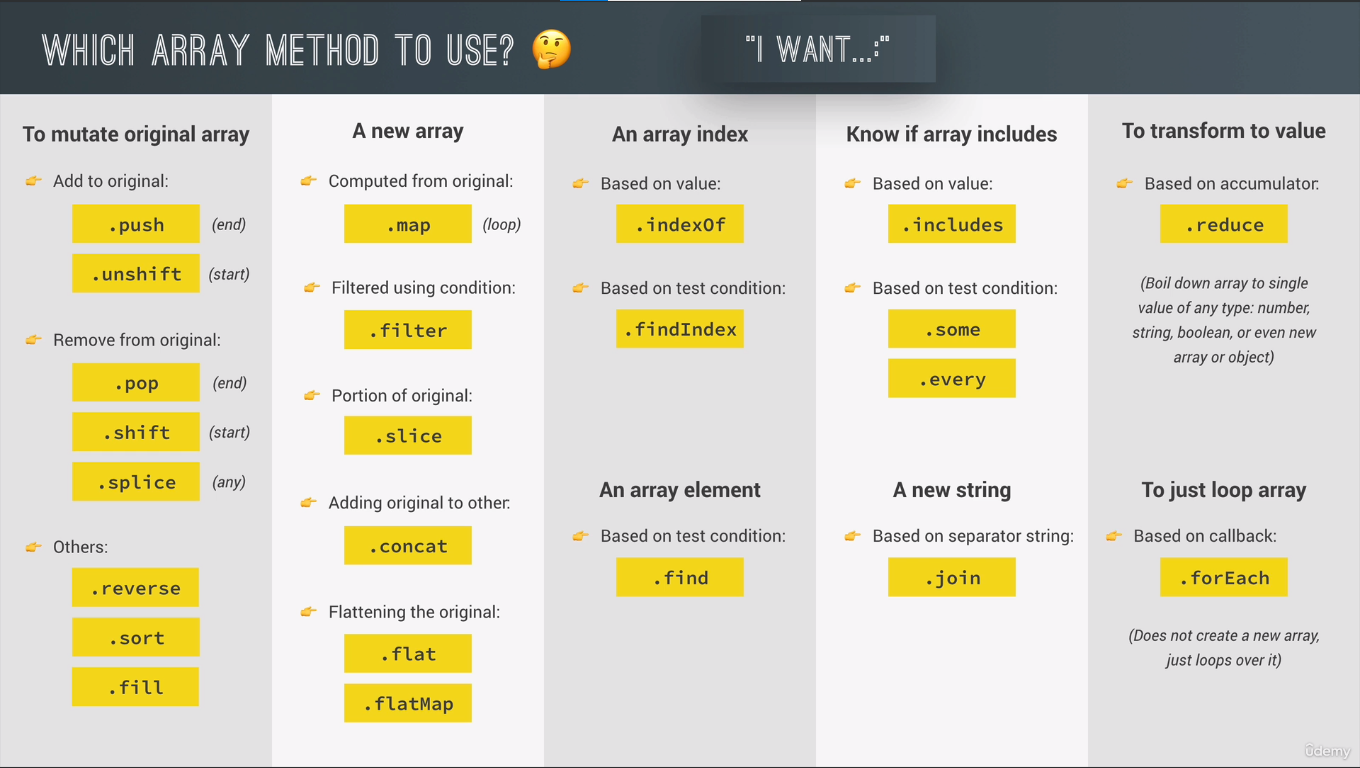 WHICH ARRAY METHOD TO USE? 🤔
"I WANT...:"
To mutate original array
👉 Add to original:
.push (end)
.unshift (start)
👉 Remove from original:
.pop (end)
.shift (start)
.splice (any)
👉 Others:
.reverse
.sort
.fill
A new array
👉 Computed from original:
.map (loop)
👉 Filtered using condition:
.filter
👉 Portion of original:
.slice
👉 Adding original to other:
.concat
👉 Flattening the original:
.flat
.flatMap
An array index
👉 Based on value:
.indexOf
👉 Based on test condition:
.findIndex
An array element
👉 Based on test condition:
.find
Know if array includes
👉 Based on value:
.includes
👉 Based on test condition:
.some
.every
A new string
👉 Based on separator string:
.join
To transform to value
👉 Based on accumulator:
.reduce
(Boil down array to single
value of any type: number,
string, boolean, or even new
array or object)
To just loop array
👉 Based on callback:
.forEach
(Does not create a new array,
just loops over it)
ûdemy